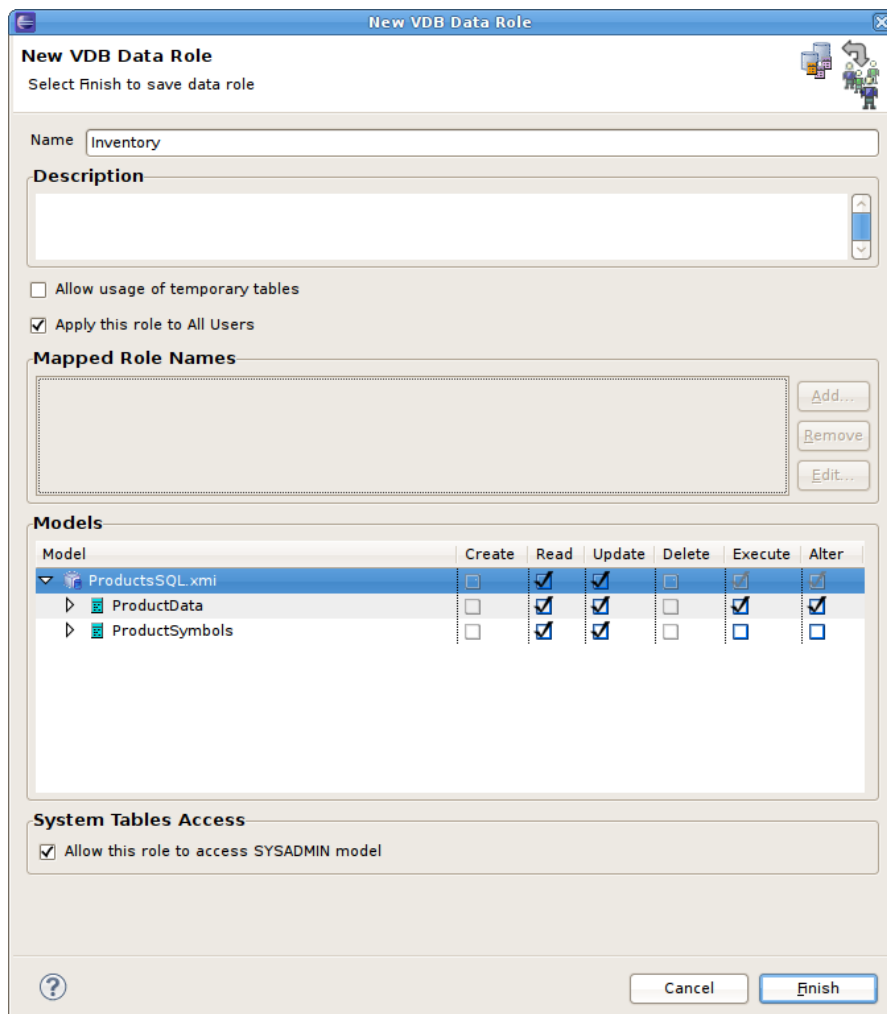 New VDB Data Role
New VDB Data Role
Select Finish to save data role
Name Inventory
Description
Allow usage of temporary tables
Apply this role to All Users
Mapped Role Names
Add...
Remove
Edit...
Models
Model Create Read Update Delete Execute Alter
ProductsSQL.xmi
ProductData
ProductSymbols
System Tables Access
Allow this role to access SYSADMIN model
Cancel Finish